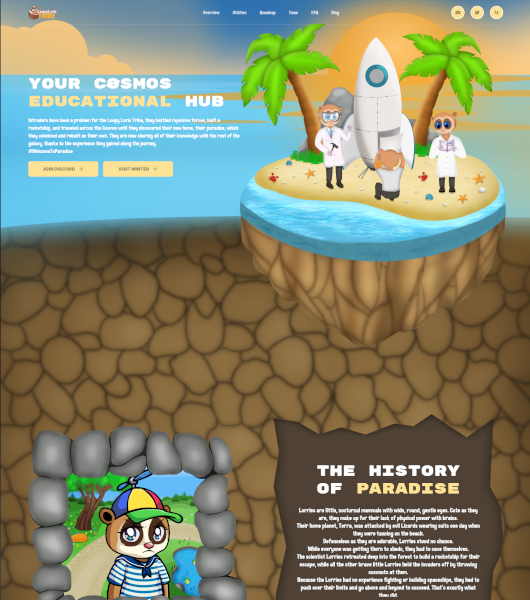 Overview Utilities Roadmap Team FAQ Blog
YOUR COSMOS
EDUCATIONAL HUB
Intruders have been a problem for the Loopy Loris Tribe, they battled repulsive forces, built a
rocketship, and traveled across the Cosmos until they discovered their new home, their paradise, which
they colonized and rebuilt as their own. They are now sharing all of their knowledge with the rest of the
galaxy, thanks to the experience they gained along the journey.
#WelcomeToParadise
JOIN DISCORD
VISIT MINTER
THE HISTORY
OF PARADISE
Lorries are little, nocturnal mammals with wide, round, gentle eyes. Cute as they
are, they make up for their lack of physical power with brains.
Their home planet, Terra, was attacked by evil Lizards wearing suits one day when
they were tanning on the beach.
Defenseless as they are adorable, Lorries stood no chance.
While everyone was getting thorn to shreds, they had to save themselves.
The scientist Lorries retreated deep into the forest to build a rocketship for their
escape, while all the other brave little Lorries held the invaders off by throwing
coconuts at them.
Because the Lorries had no experience fighting or building spaceships, they had to
push over their limits and go above and beyond to succeed. That's exactly what
they did.